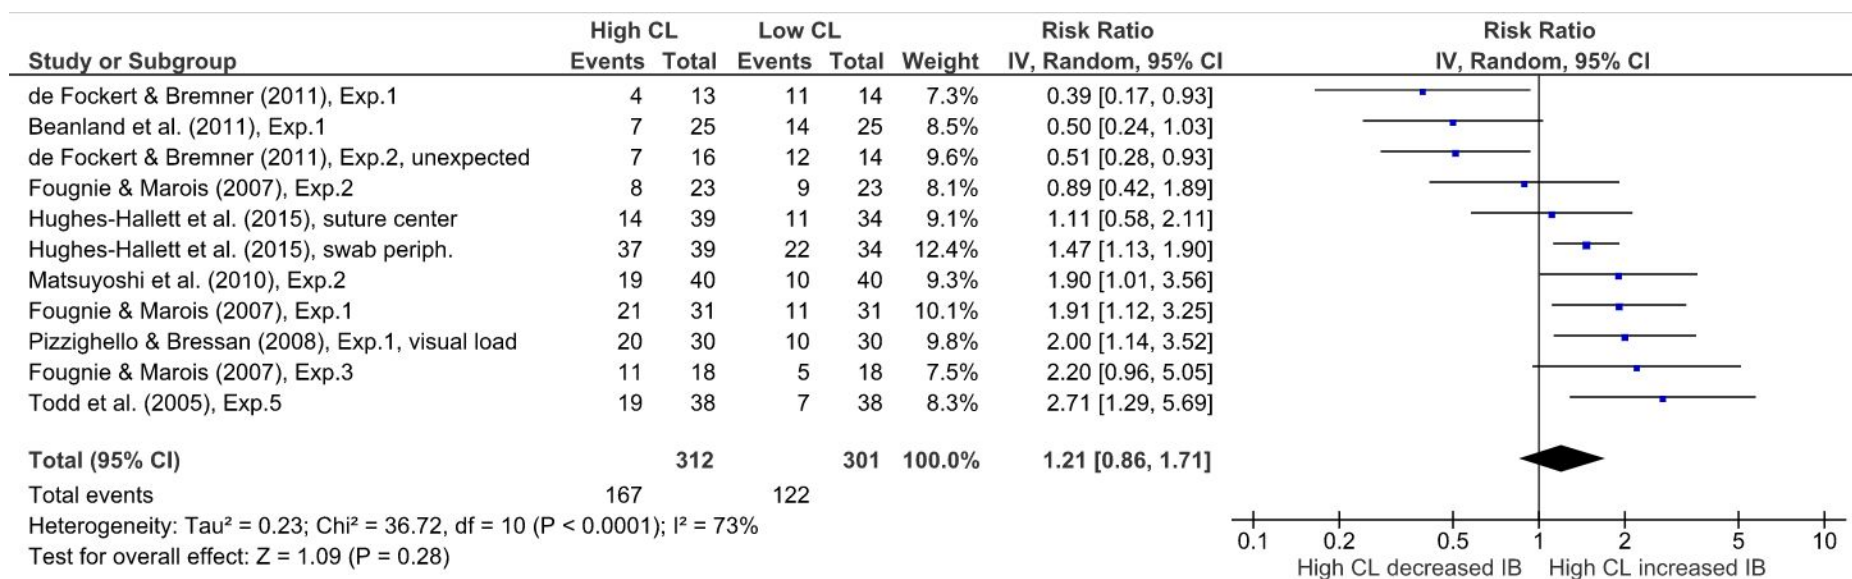 High CL Low CL Risk Ratio Risk Ratio
Study or Subgroup Events Total Events Total Weight IV, Random, 95% CI IV, Random, 95% CI
de Fockert & Bremner (2011), Exp.1 4 13 11 14 7.3% 0.39 [0.17, 0.93]
Beanland et al. (2011), Exp.1 7 25 14 25 8.5% 0.50 [0.24, 1.03]
de Fockert & Bremner (2011), Exp.2, unexpected 7 16 12 14 9.6% 0.51 [0.28, 0.93]
Fougnie & Marois (2007), Exp.2 8 23 9 23 8.1% 0.89 [0.42, 1.89]
Hughes-Hallett et al. (2015), suture center 14 39 11 34 9.1% 1.11 [0.58, 2.11]
Hughes-Hallett et al. (2015), swab periph. 37 39 22 34 12.4% 1.47 [1.13, 1.90]
Matsuyoshi et al. (2010), Exp.2 19 40 10 40 9.3% 1.90 [1.01, 3.56]
Fougnie & Marois (2007), Exp.1 21 31 11 31 10.1% 1.91 [1.12, 3.25]
Pizzighello & Bressan (2008), Exp.1, visual load 20 30 10 30 9.8% 2.00 [1.14, 3.52]
Fougnie & Marois (2007), Exp.3 11 18 5 18 7.5% 2.20 [0.96, 5.05]
Todd et al. (2005), Exp.5 19 38 7 38 8.3% 2.71 [1.29, 5.69]
Total (95% CI) 312 301 100.0% 1.21 [0.86, 1.71]
Total events 167 122
Heterogeneity: Tau² = 0.23; Chi² = 36.72, df = 10 (P < 0.0001); I² = 73%
Test for overall effect: Z = 1.09 (P = 0.28)
0.1 0.2 0.5 1 2 5 10
High CL decreased IB High CL increased IB